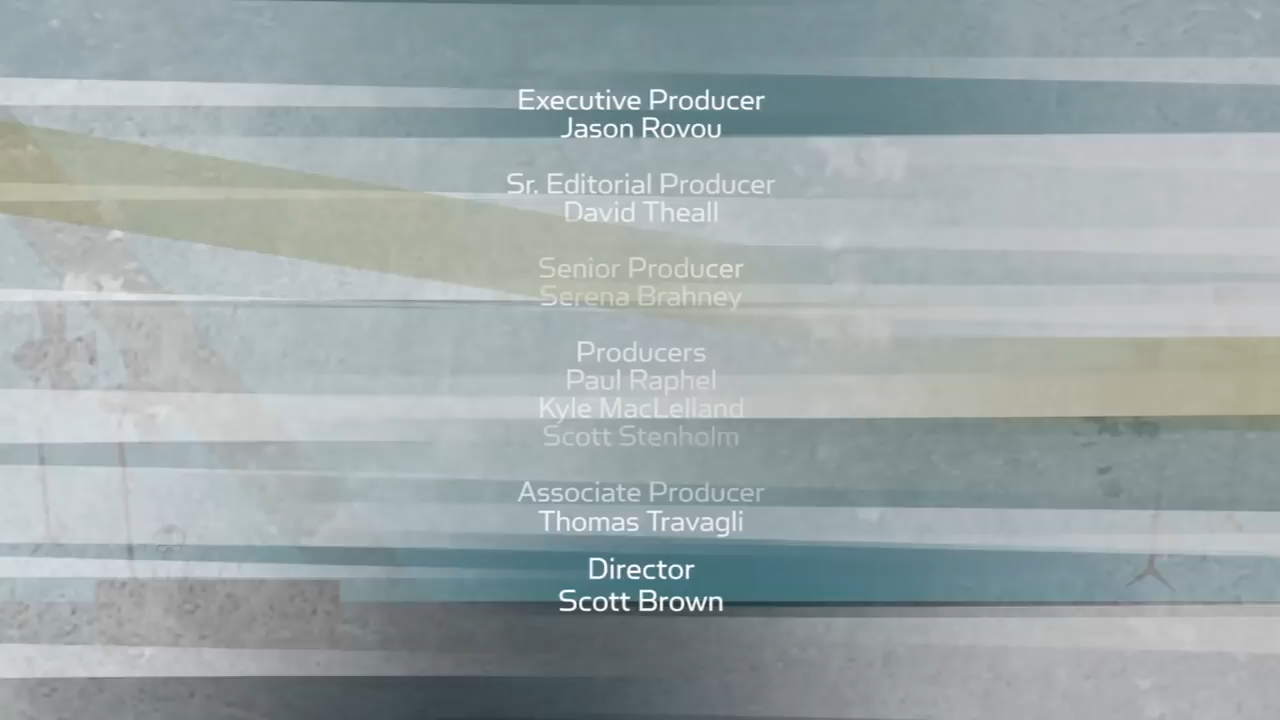 Executive Producer
Jason Rovou
Sr. Editorial Producer
David Theall
Senior Producer
Serena Brahney
Producers
Paul Raphel
Kyle MacLelland
Scott Stenholm
Associate Producer
Thomas Travagli
Director
Scott Brown